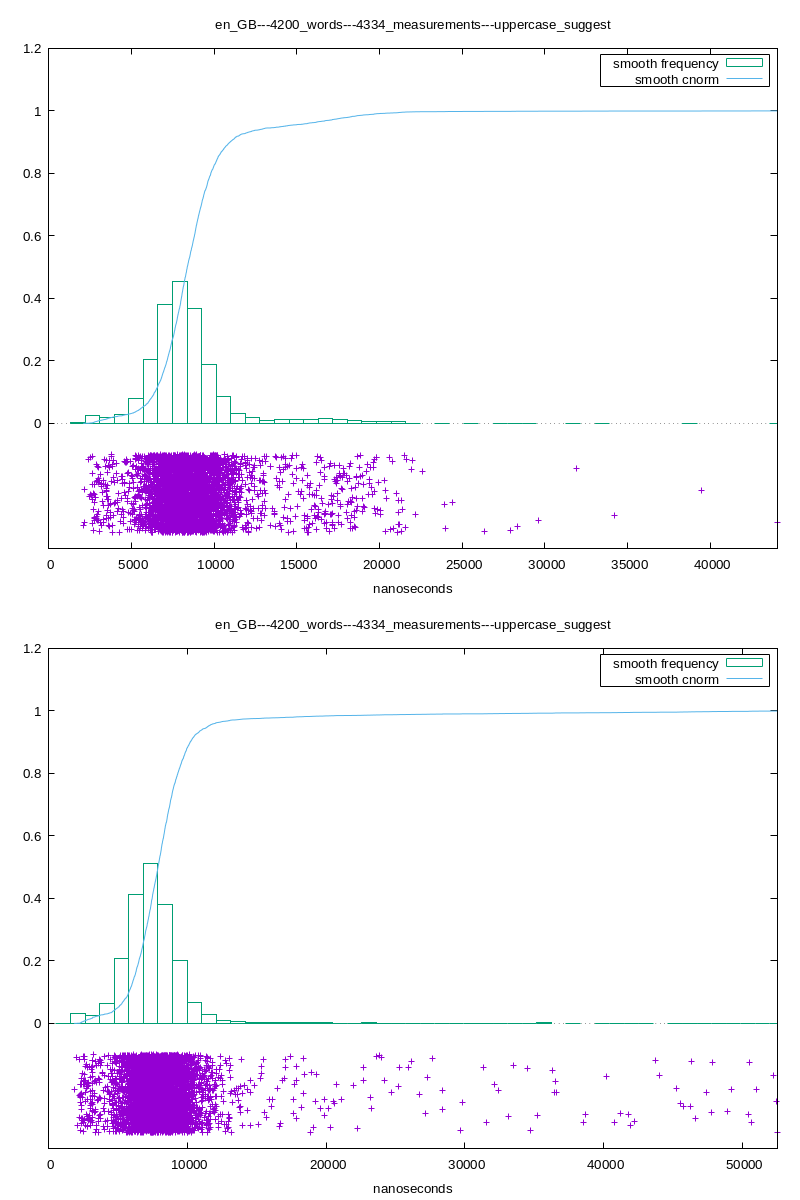 en_GB---4200_words---4334_measurements---uppercase_suggest
1.2
smooth frequency
smooth cnorm
1
0.8
0.6
0.4
0.2
0
0 5000 10000 15000 20000 25000 30000 35000 40000
nanoseconds
en_GB---4200_words---4334_measurements---uppercase_suggest
1.2
smooth frequency
smooth cnorm
1
0.8
0.6
0.4
0.2
0
0 10000 20000 30000 40000 50000
nanoseconds